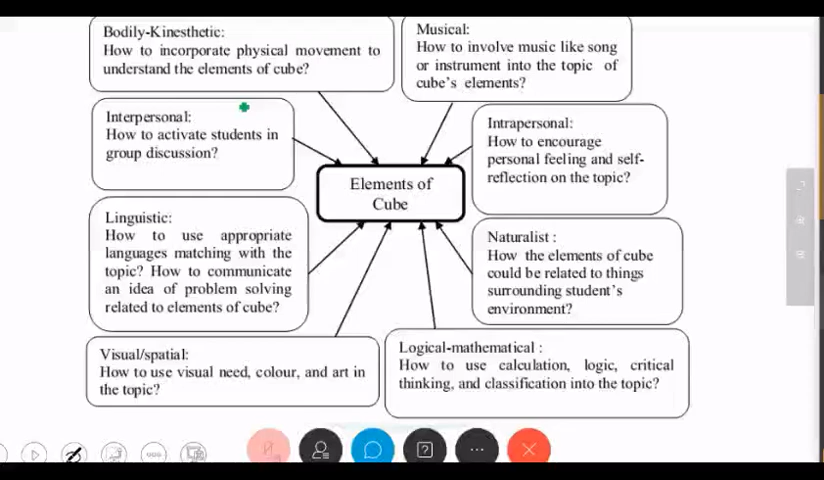 Bodily-Kinesthetic:
How to incorporate physical movement to
understand the elements of cube?
Musical:
How to involve music like song
or instrument into the topic of
cube's elements?
Interpersonal:
How to activate students in
group discussion?
Intrapersonal:
How to encourage
personal feeling and self-
reflection on the topic?
Elements of
Cube
Linguistic:
How to use appropriate
languages matching with the
topic? How to communicate
an idea of problem solving
related to elements of cube?
Naturalist :
How the elements of cube
could be related to things
surrounding student's
environment?
Visual/spatial:
How to use visual need, colour, and art in
the topic?
Logical-mathematical :
How to use calculation, logic, critical
thinking, and classification into the topic?